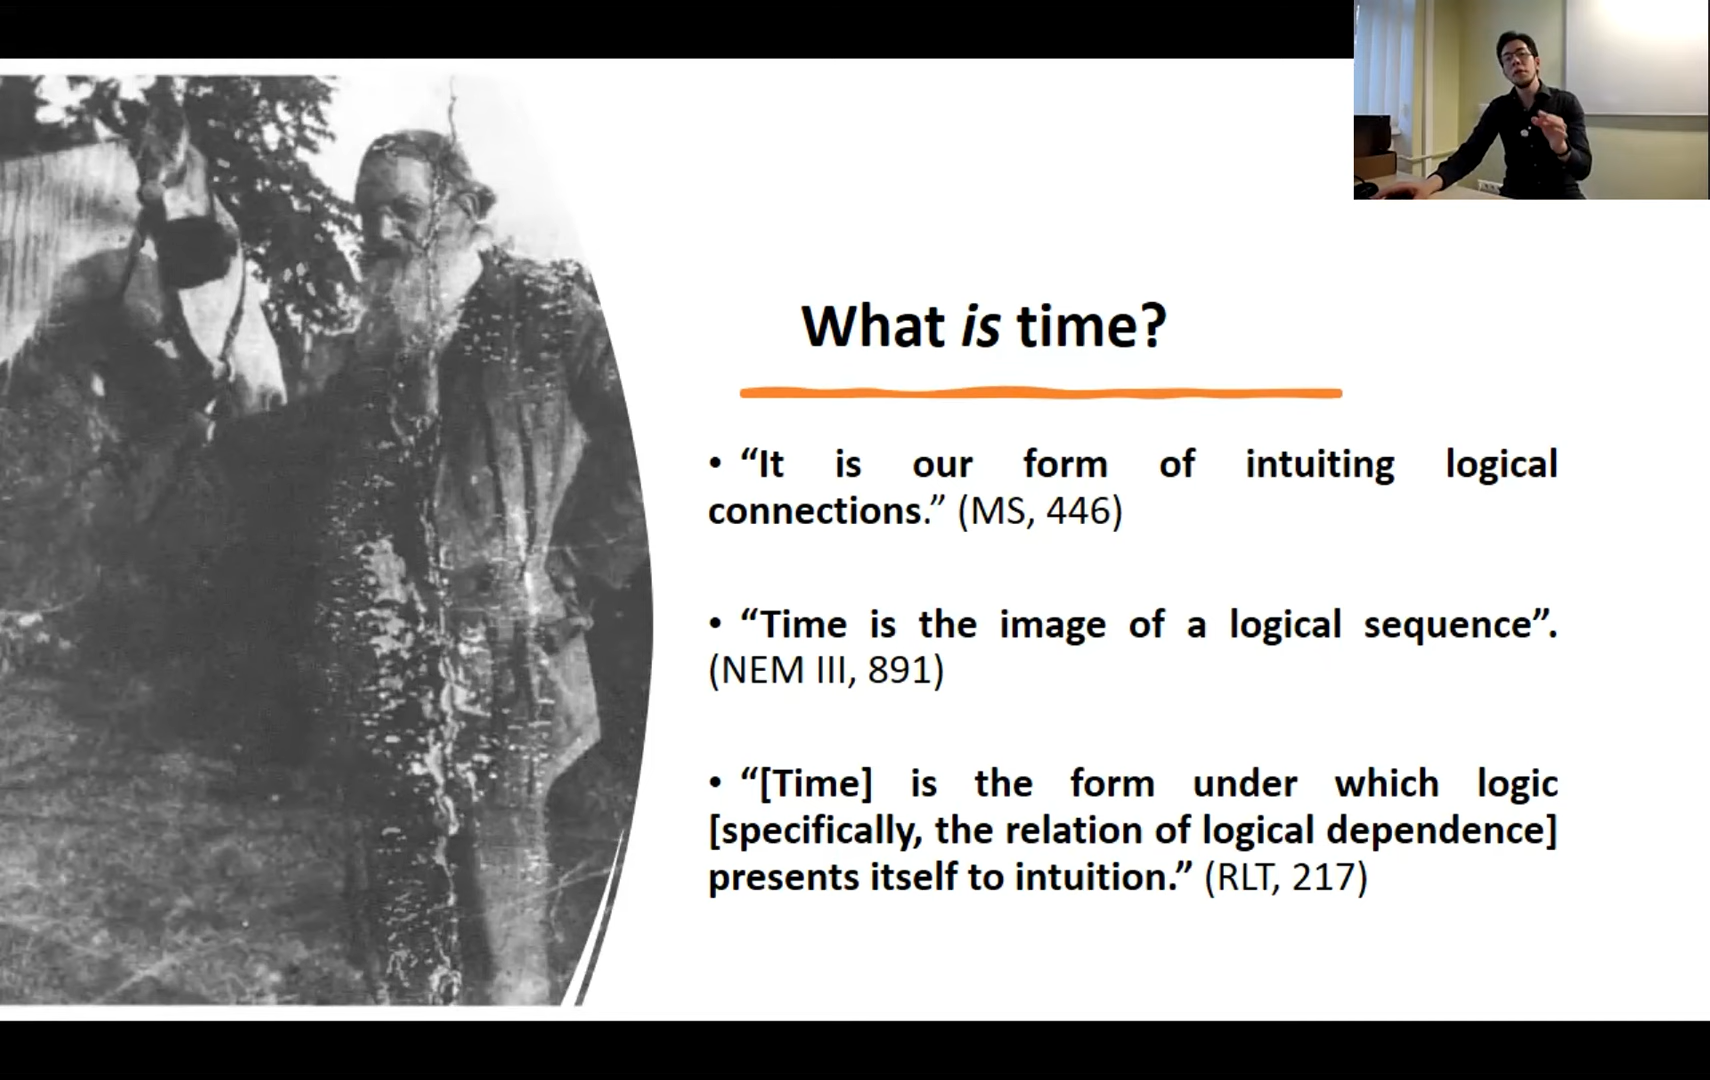 What is time?
• “It is our form of intuiting logical
connections.” (MS, 446)
• “Time is the image of a logical sequence”.
(NEM III, 891)
• “[Time] is the form under which logic
[specifically, the relation of logical dependence]
presents itself to intuition.” (RLT, 217)